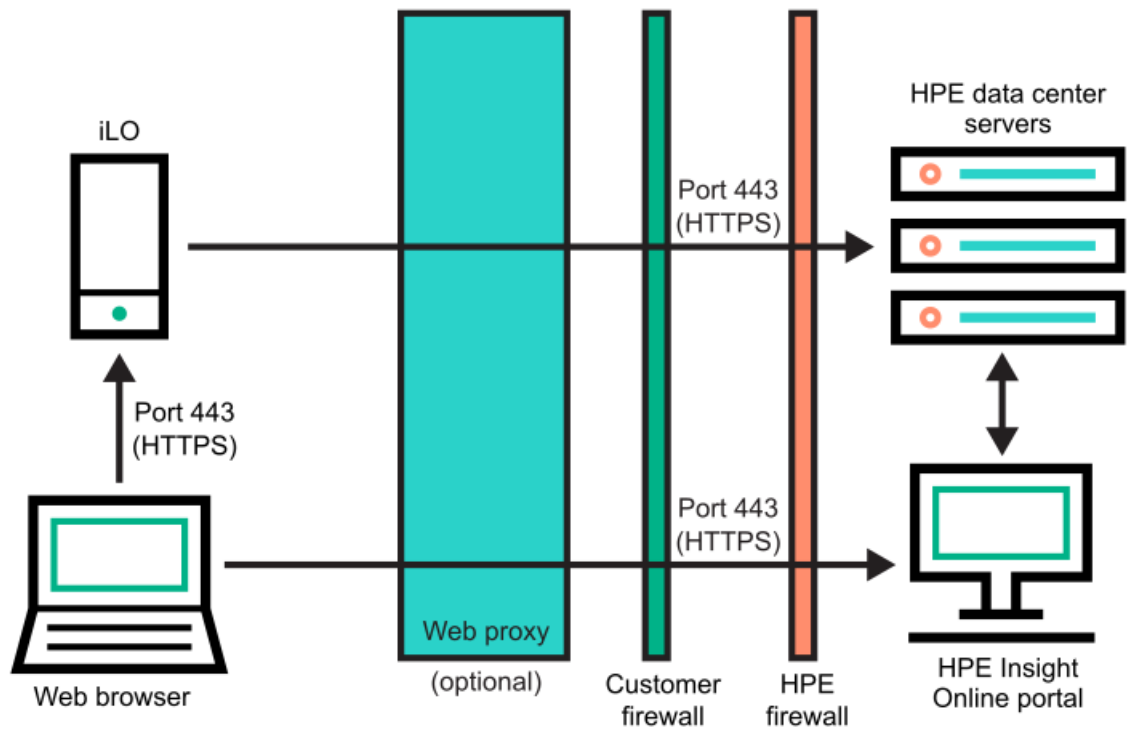 iLO
HPE data center
servers
Port 443
(HTTPS)
Port 443
(HTTPS)
Port 443
(HTTPS)
Web proxy
(optional)
Web browser
Customer
firewall
HPE
firewall
HPE Insight
Online portal